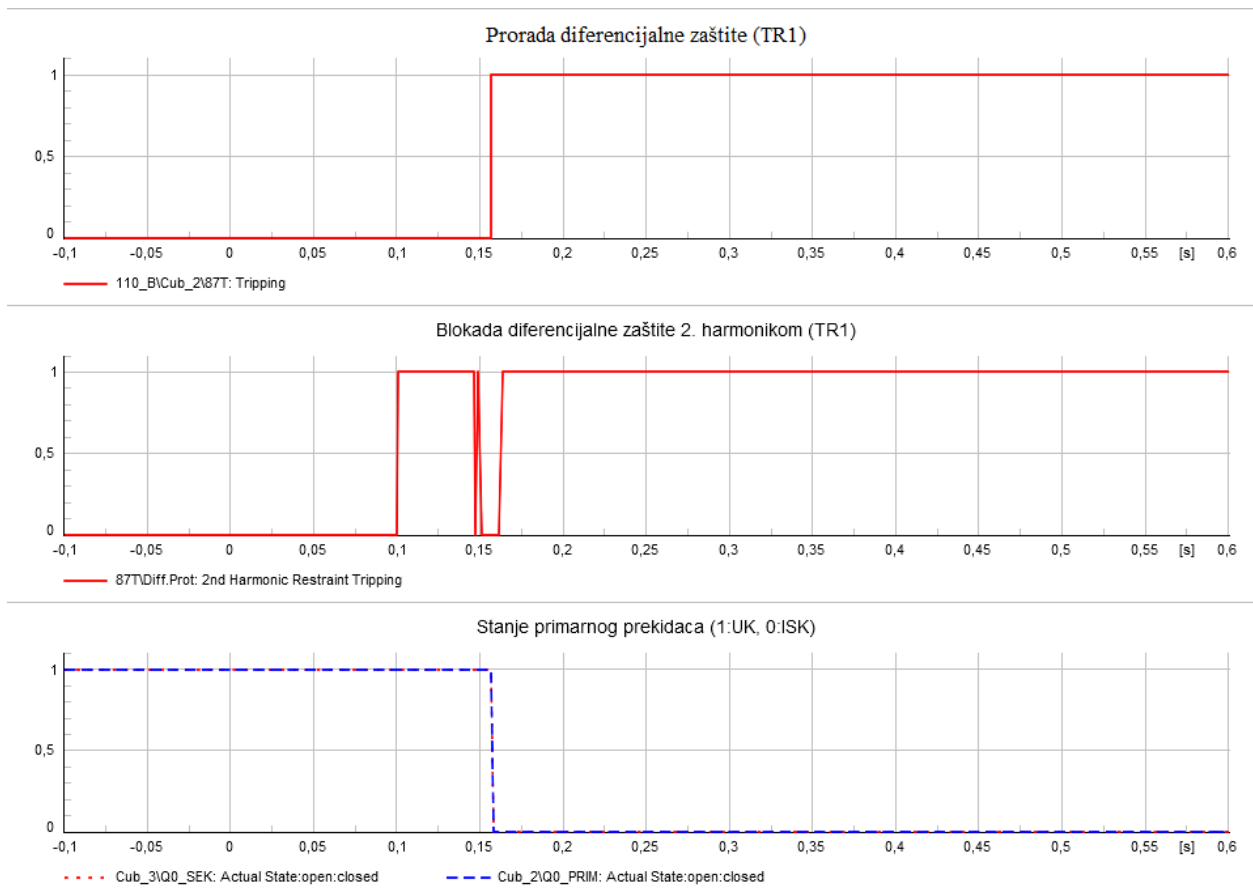 Prorada diferencijalne zaštite (TR1)
1
0,5
0
-0,1 -0,05 0 0,05 0,1 0,15 0,2 0,25 0,3 0,35 0,4 0,45 0,5 0,55 [s] 0,6
110_B\Cub_2\87T: Tripping
Blokada diferencijalne zaštite 2. harmonikom (TR1)
1
0,5
0
-0,1 -0,05 0 0,05 0,1 0,15 0,2 0,25 0,3 0,35 0,4 0,45 0,5 0,55 [s] 0,6
87T\Diff.Prot: 2nd Harmonic Restraint Tripping
Stanje primarnog prekidaca (1:UK, 0:ISK)
1
0,5
0
-0,1 -0,05 0 0,05 0,1 0,15 0,2 0,25 0,3 0,35 0,4 0,45 0,5 0,55 [s] 0,6
Cub_3\Q0_SEK: Actual State:open:closed Cub_2\Q0_PRIM: Actual State:open:closed